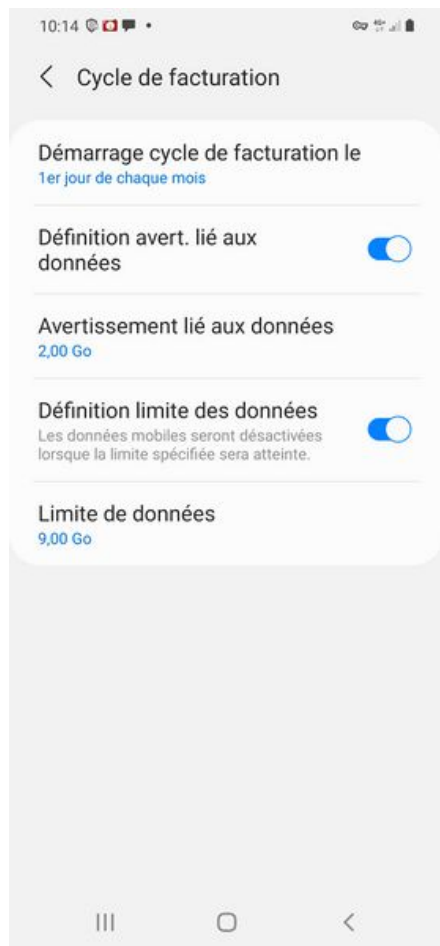 10:14
Cycle de facturation
Démarrage cycle de facturation le
1er jour de chaque mois
Définition avert. lié aux
données
Avertissement lié aux données
2,00 Go
Définition limite des données
Les données mobiles seront désactivées
lorsque la limite spécifiée sera atteinte.
Limite de données
9,00 Go